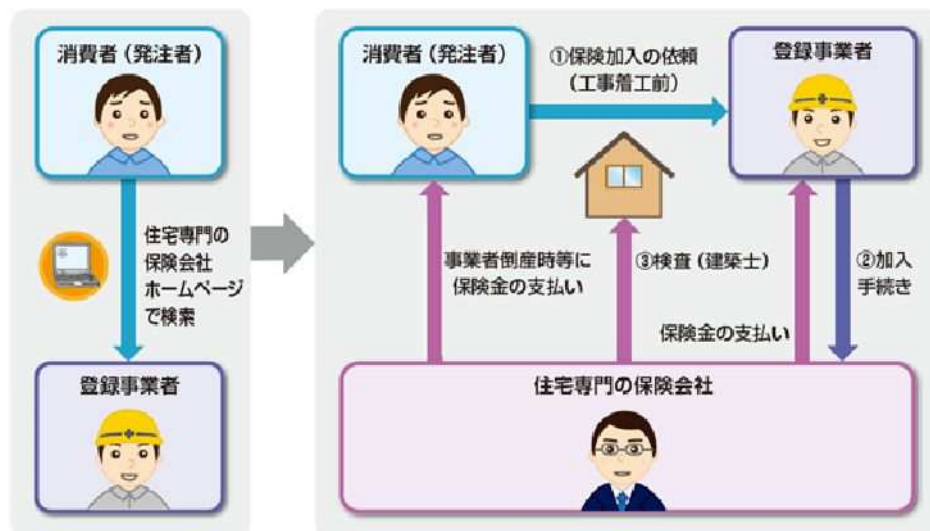 消費者（発注者）
住宅専門の
保険会社
ホームページ
で検索
登録事業者
消費者（発注者）
①保険加入の依頼
（工事着工前）
登録事業者
事業者倒産時等に
保険金の支払い
③検査（建築士）
保険金の支払い
②加入
手続き
住宅専門の保険会社